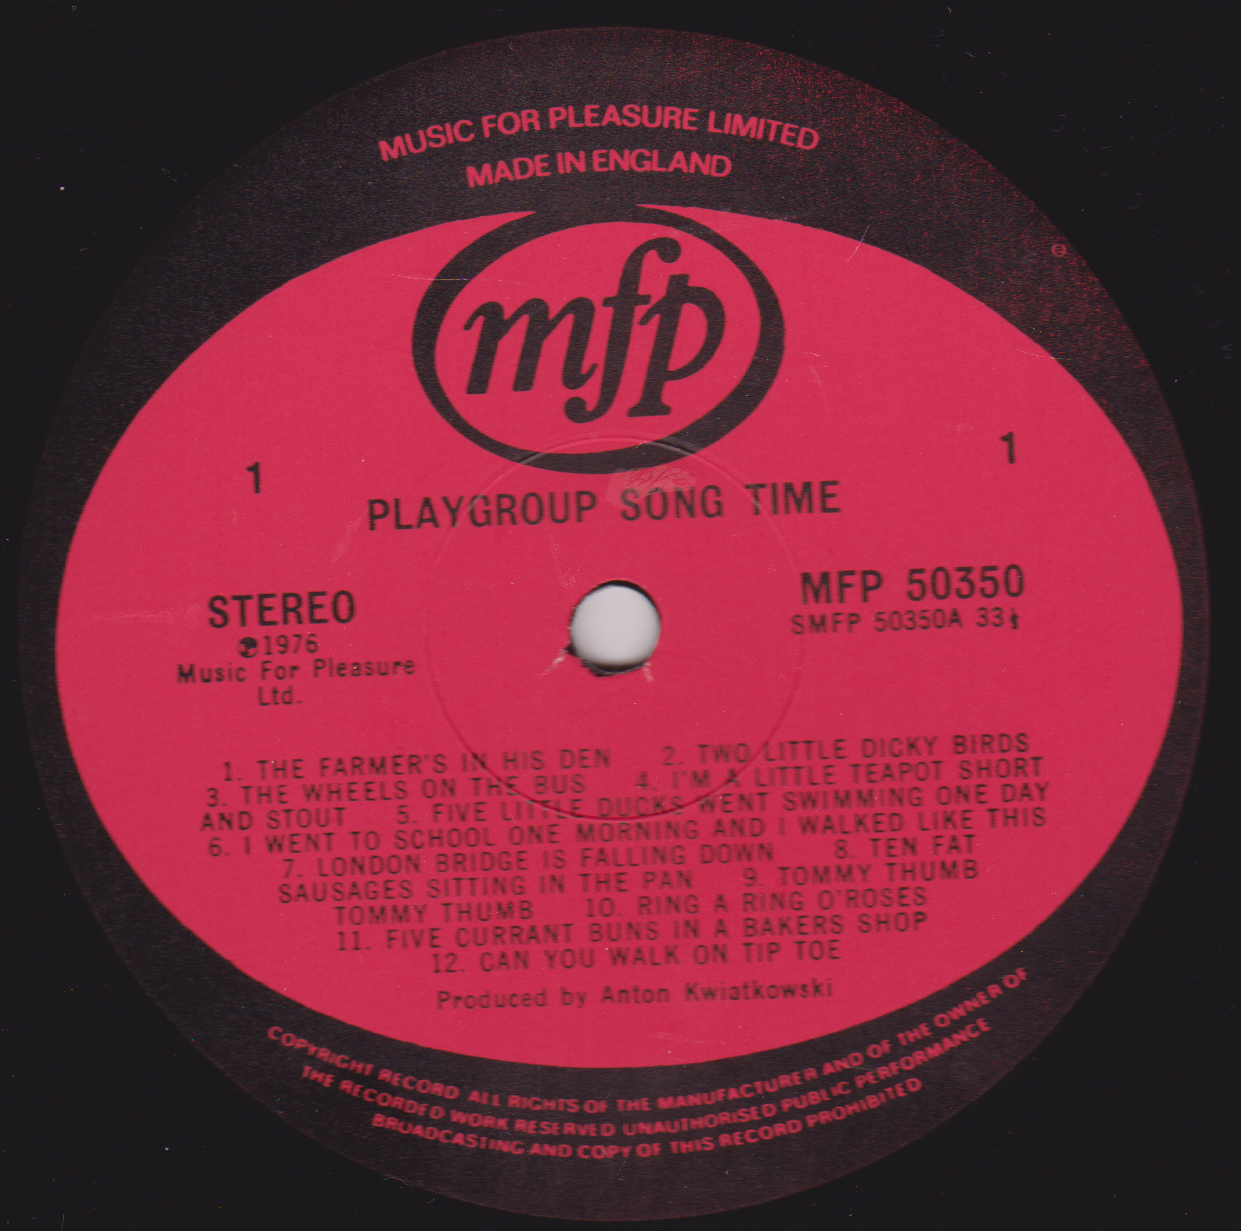 MUSIC FOR PLEASURE LIMITED
MADE IN ENGLAND
mfp
1
1
PLAYGROUP SONG TIME
STEREO
℗1976
Music For Pleasure
Ltd.
MFP 50350
SMFP 50350A 33⅓
1. THE FARMER'S IN HIS DEN 2. TWO LITTLE DICKY BIRDS
3. THE WHEELS ON THE BUS 4. I'M A LITTLE TEAPOT SHORT
AND STOUT 5. FIVE LITTLE DUCKS WENT SWIMMING ONE DAY
6. I WENT TO SCHOOL ONE MORNING AND I WALKED LIKE THIS
7. LONDON BRIDGE IS FALLING DOWN 8. TEN FAT
SAUSAGES SITTING IN THE PAN 9. TOMMY THUMB
TOMMY THUMB 10. RING A RING O'ROSES
11. FIVE CURRANT BUNS IN A BAKERS SHOP
12. CAN YOU WALK ON TIP TOE
Produced by Anton Kwiatkowski
COPYRIGHT RECORD ALL RIGHTS OF THE MANUFACTURER AND OF THE OWNER OF
THE RECORDED WORK RESERVED UNAUTHORISED PUBLIC PERFORMANCE
BROADCASTING AND COPY OF THIS RECORD PROHIBITED